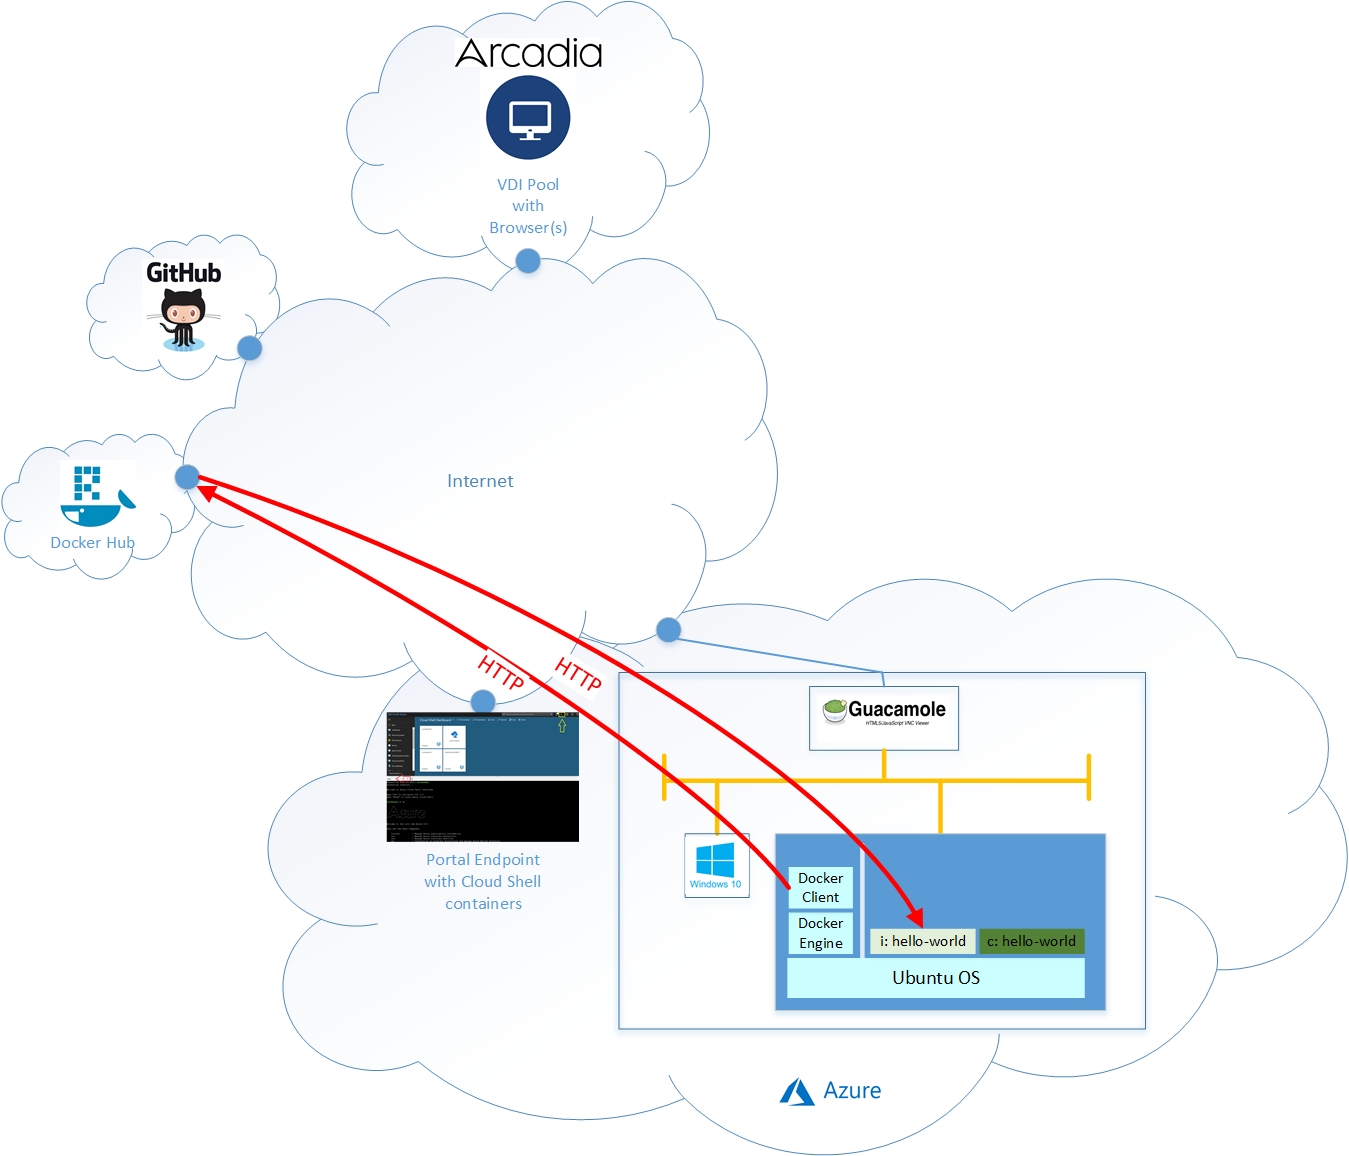 Arcadia
VDI Pool
with
Browser(s)
GitHub
Internet
Docker Hub
HTTP
HTTP
Guacamole
HTML5/JavaScript VNC Viewer
Portal Endpoint
with Cloud Shell
containers
Windows 10
Docker
Client
Docker
Engine
i: hello-world
c: hello-world
Ubuntu OS
Azure